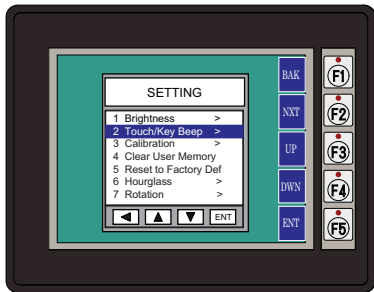 SETTING
1 Brightness >
2 Touch/Key Beep >
3 Calibration >
4 Clear User Memory
5 Reset to Factory Def
6 Hourglass >
7 Rotation >
ENT
BAK
NXT
UP
DWN
ENT
F1
F2
F3
F4
F5